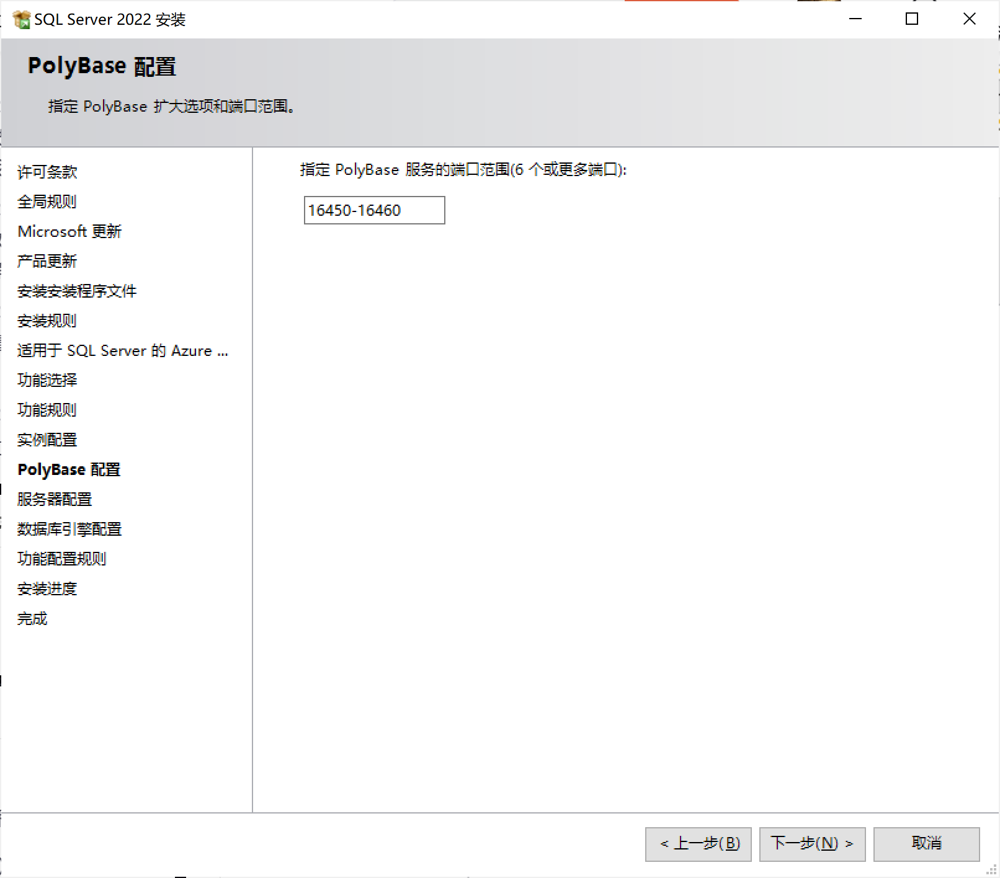 SQL Server 2022 安装
PolyBase 配置
指定 PolyBase 扩大选项和端口范围。
许可条款
全局规则
Microsoft 更新
产品更新
安装安装程序文件
安装规则
适用于 SQL Server 的 Azure ...
功能选择
功能规则
实例配置
PolyBase 配置
服务器配置
数据库引擎配置
功能配置规则
安装进度
完成
指定 PolyBase 服务的端口范围(6 个或更多端口):
16450-16460
< 上一步(B)
下一步(N) >
取消